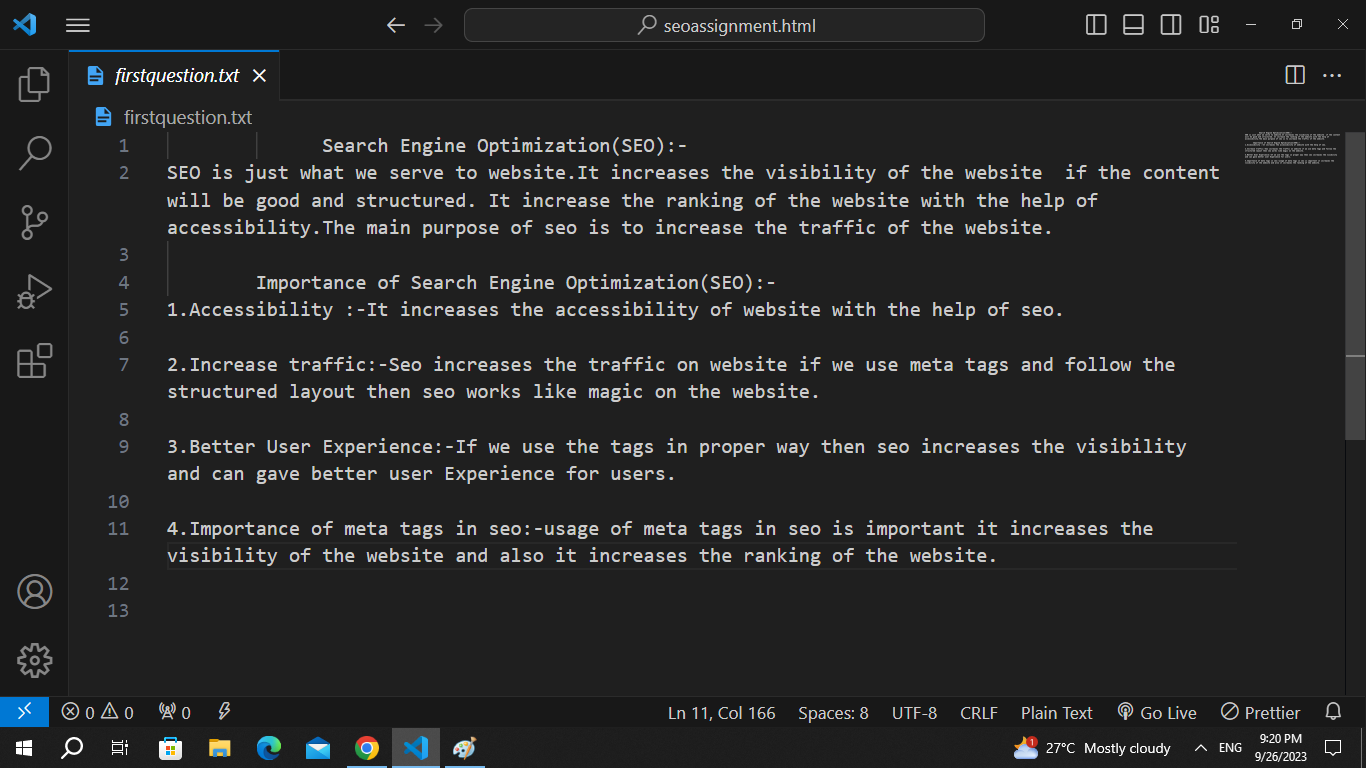 seoassignment.html
firstquestion.txt
firstquestion.txt
1 Search Engine Optimization(SEO):-
2 SEO is just what we serve to website.It increases the visibility of the website  if the content
will be good and structured. It increase the ranking of the website with the help of
accessibility.The main purpose of seo is to increase the traffic of the website.
3
4 Importance of Search Engine Optimization(SEO):-
5 1.Accessibility :-It increases the accessibility of website with the help of seo.
6
7 2.Increase traffic:-Seo increases the traffic on website if we use meta tags and follow the
structured layout then seo works like magic on the website.
8
9 3.Better User Experience:-If we use the tags in proper way then seo increases the visibility
and can gave better user Experience for users.
10
11 4.Importance of meta tags in seo:-usage of meta tags in seo is important it increases the
visibility of the website and also it increases the ranking of the website.
12
13
0 0 0 Ln 11, Col 166 Spaces: 8 UTF-8 CRLF Plain Text Go Live Prettier
1 27°C Mostly cloudy ENG 9:20 PM
9/26/2023